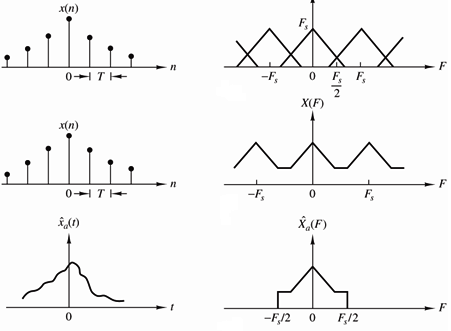 x(n)
0 T n
F_s
−F_s 0 F_s/2 F_s F
x(n)
0 T n
X(F)
−F_s 0 F_s F
x̂_a(t)
0 t
X̂_a(F)
−F_s/2 0 F_s/2 F